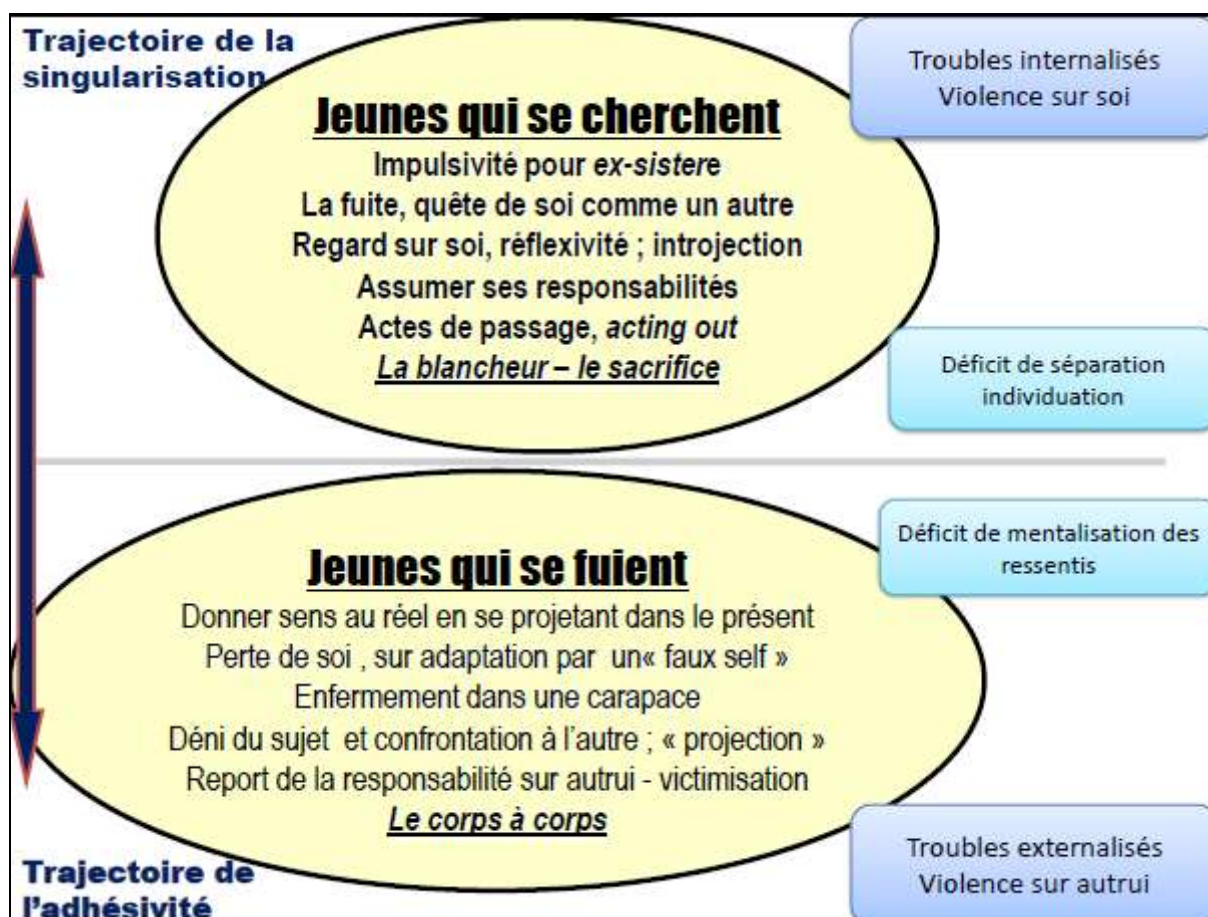 Trajectoire de la
singularisation
Troubles internalisés
Violence sur soi
Jeunes qui se cherchent
Impulsivité pour ex-sistere
La fuite, quête de soi comme un autre
Regard sur soi, réflexivité ; introjection
Assumer ses responsabilités
Actes de passage, acting out
La blancheur – le sacrifice
Déficit de séparation
individuation
Déficit de mentalisation des
ressentis
Jeunes qui se fuient
Donner sens au réel en se projetant dans le présent
Perte de soi , sur adaptation par un« faux self »
Enfermement dans une carapace
Déni du sujet et confrontation à l'autre ; « projection »
Report de la responsabilité sur autrui - victimisation
Le corps à corps
Troubles externalisés
Violence sur autrui
Trajectoire de
l'adhésivité